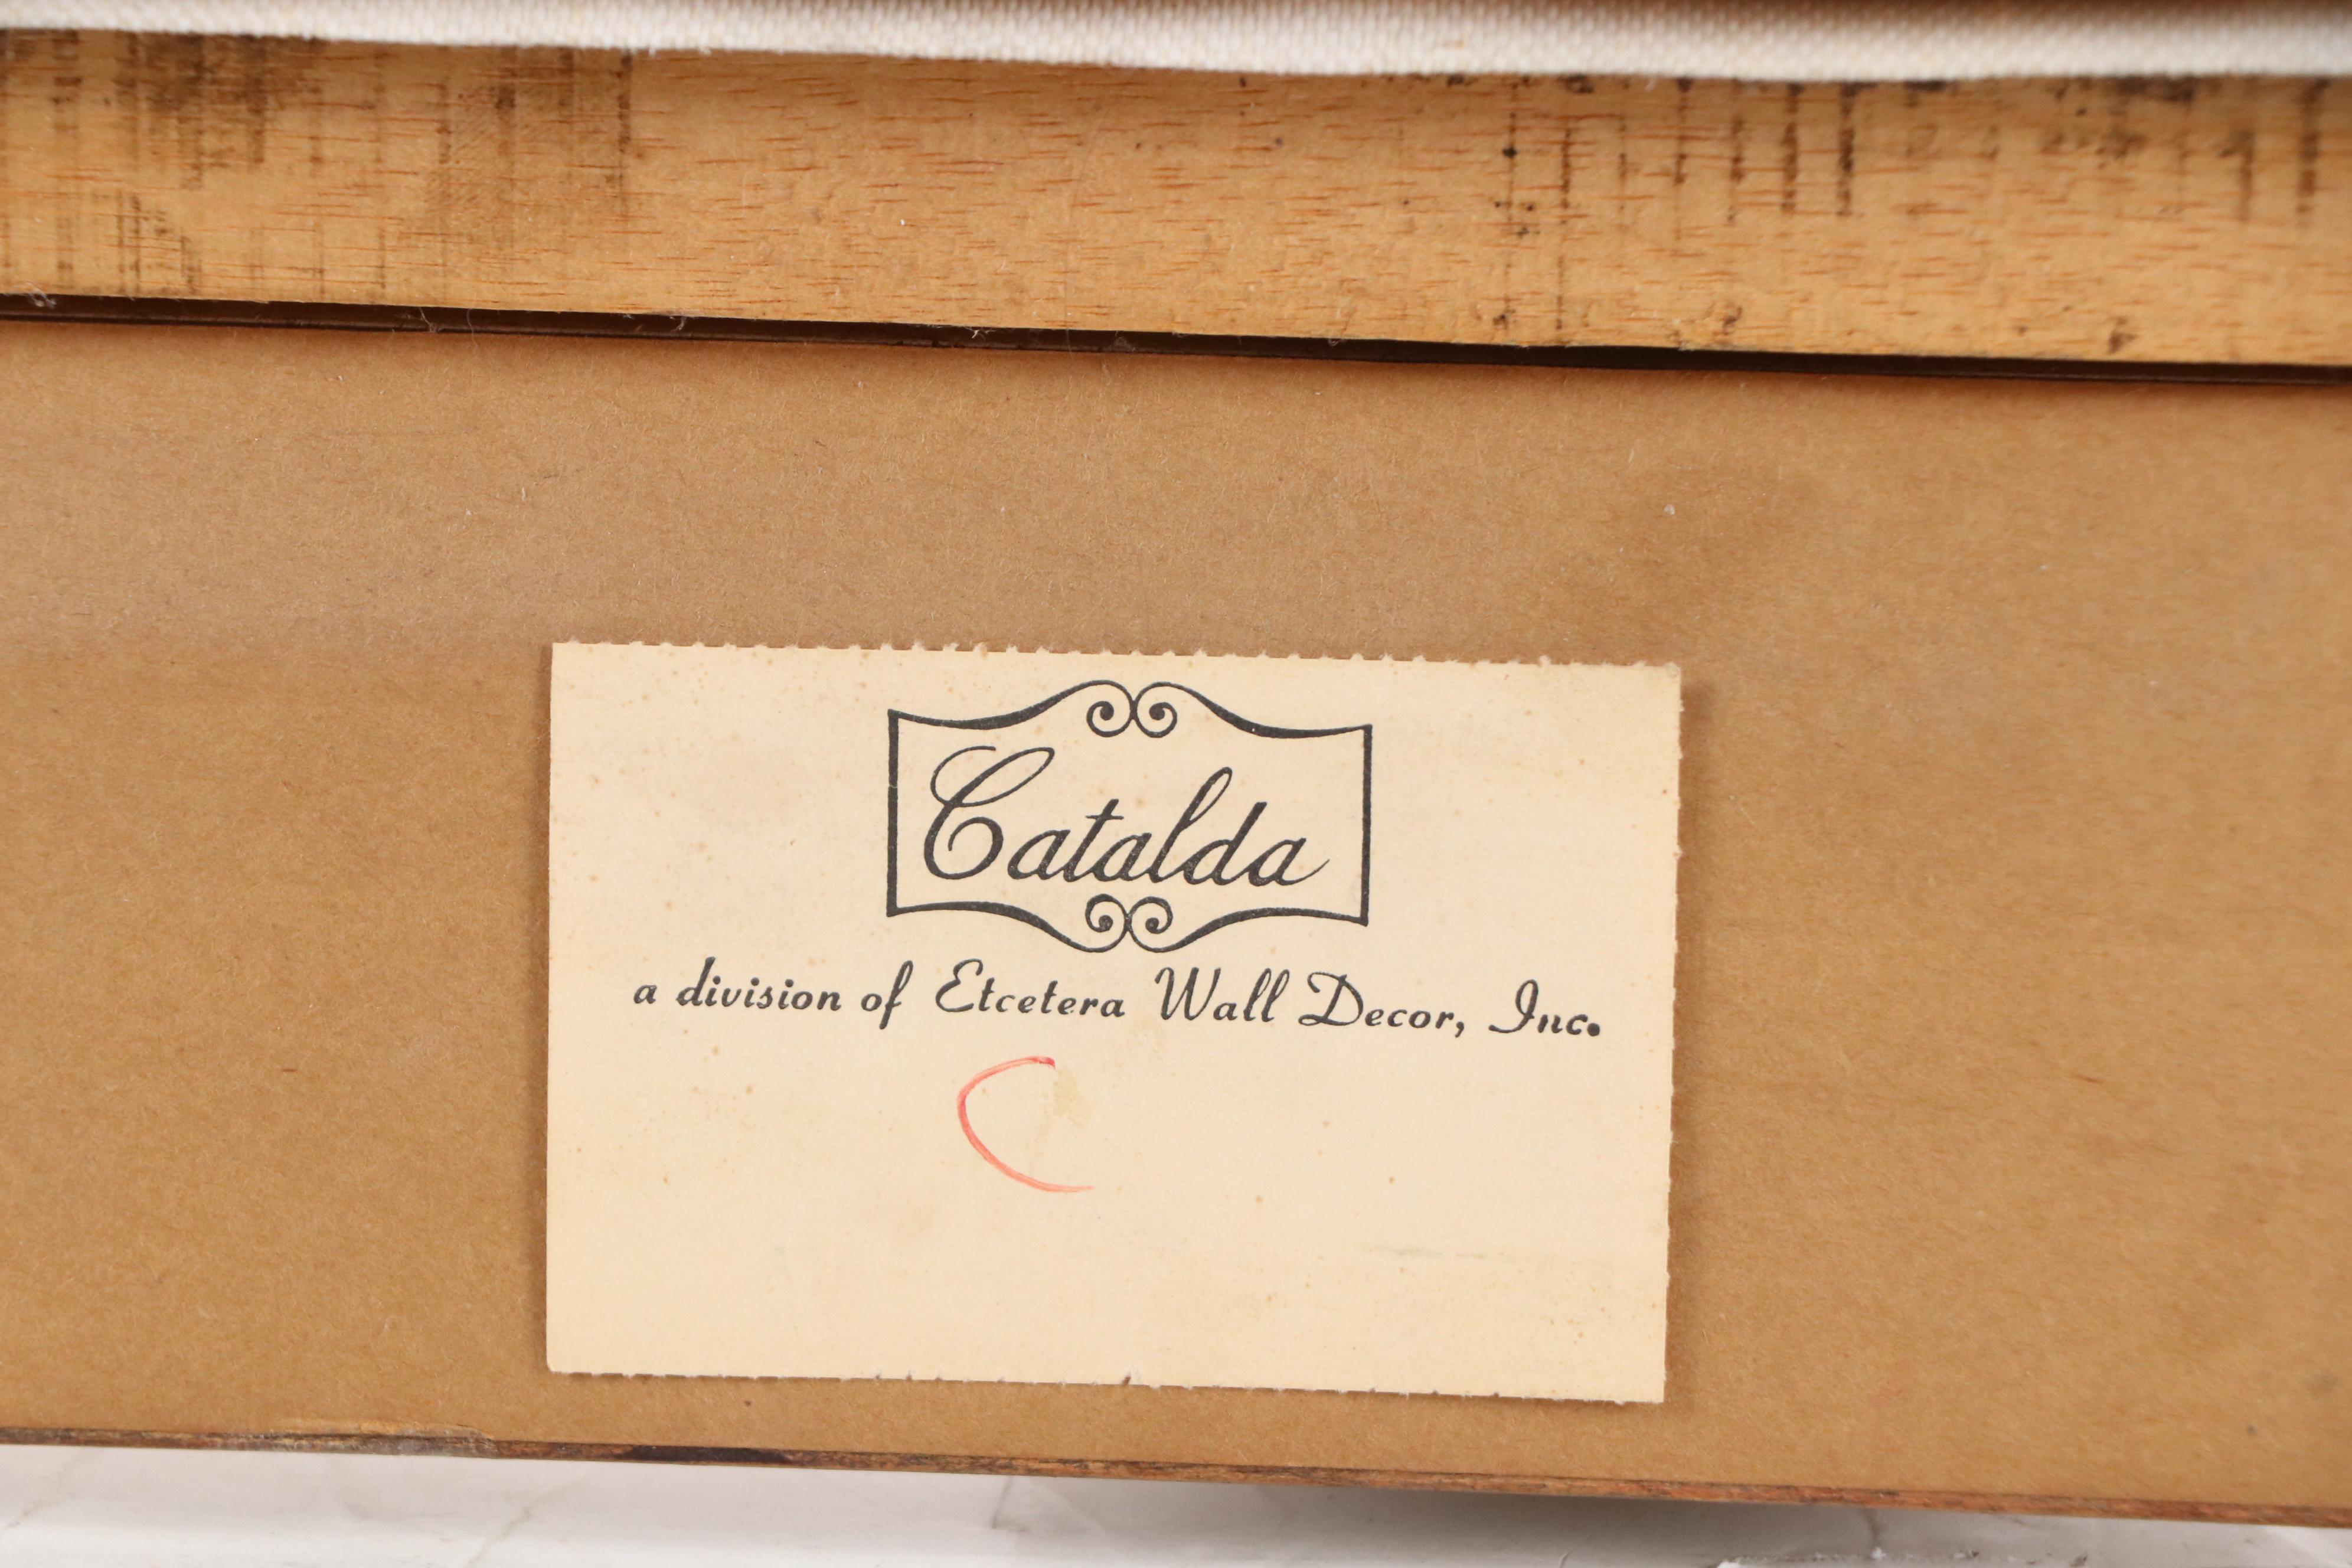 Catalda
a division of Etcetera Wall Decor, Inc.
C